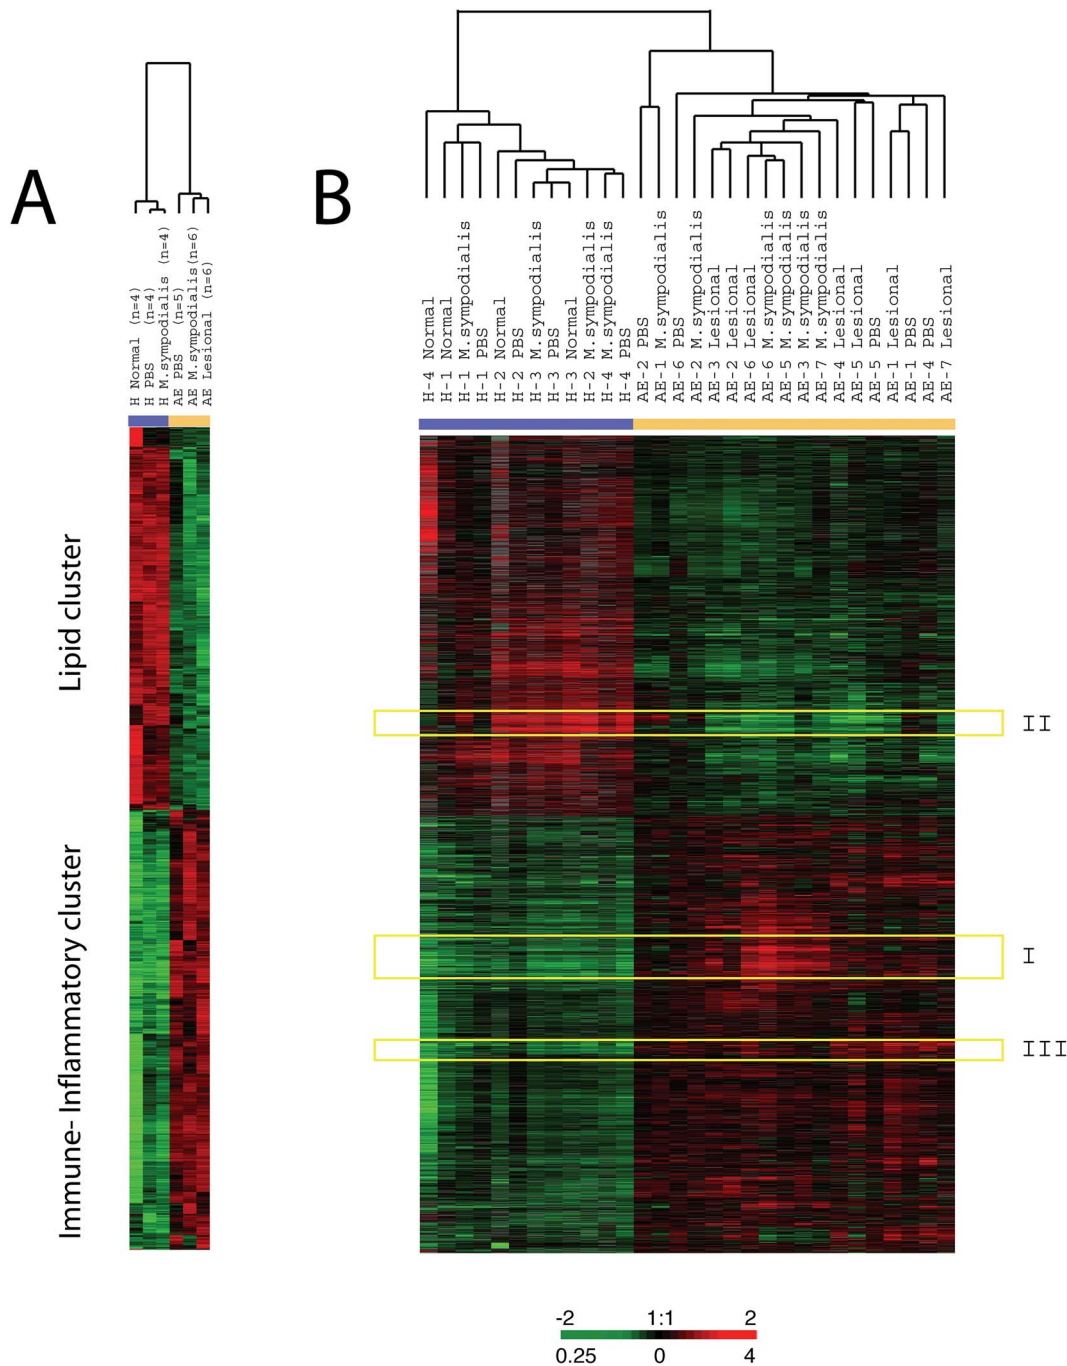 A
B
H Normal (n=4)
H PBS (n=4)
H M.sympodialis (n=4)
AE PBS (n=5)
AE M.sympodialis(n=6)
AE Lesional (n=6)
H-4 Normal
H-1 Normal
H-1 M.sympodialis
H-1 PBS
H-2 Normal
H-2 PBS
H-3 M.sympodialis
H-3 PBS
H-3 Normal
H-2 M.sympodialis
H-4 M.sympodialis
H-4 PBS
AE-2 PBS
AE-1 M.sympodialis
AE-6 PBS
AE-2 M.sympodialis
AE-3 Lesional
AE-2 Lesional
AE-6 Lesional
AE-6 M.sympodialis
AE-5 M.sympodialis
AE-3 M.sympodialis
AE-7 M.sympodialis
AE-4 Lesional
AE-5 Lesional
AE-5 PBS
AE-1 Lesional
AE-1 PBS
AE-4 PBS
AE-7 Lesional
Lipid cluster
II
Immune- Inflammatory cluster
I
III
-2 1:1 2
0.25 0 4